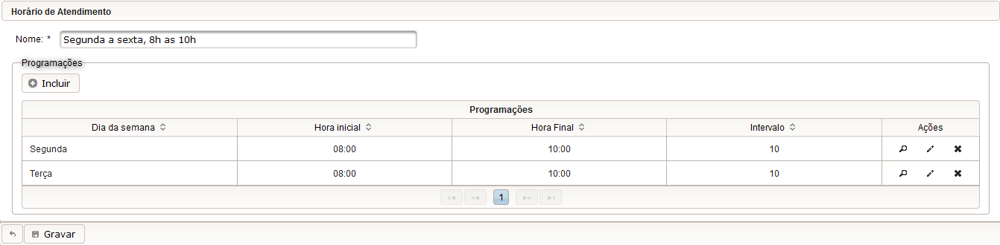 Horário de Atendimento
Nome: * Segunda a sexta, 8h as 10h
Programações
Incluir
Programações
Dia da semana Hora inicial Hora Final Intervalo Ações
Segunda 08:00 10:00 10
Terça 08:00 10:00 10
1
Gravar